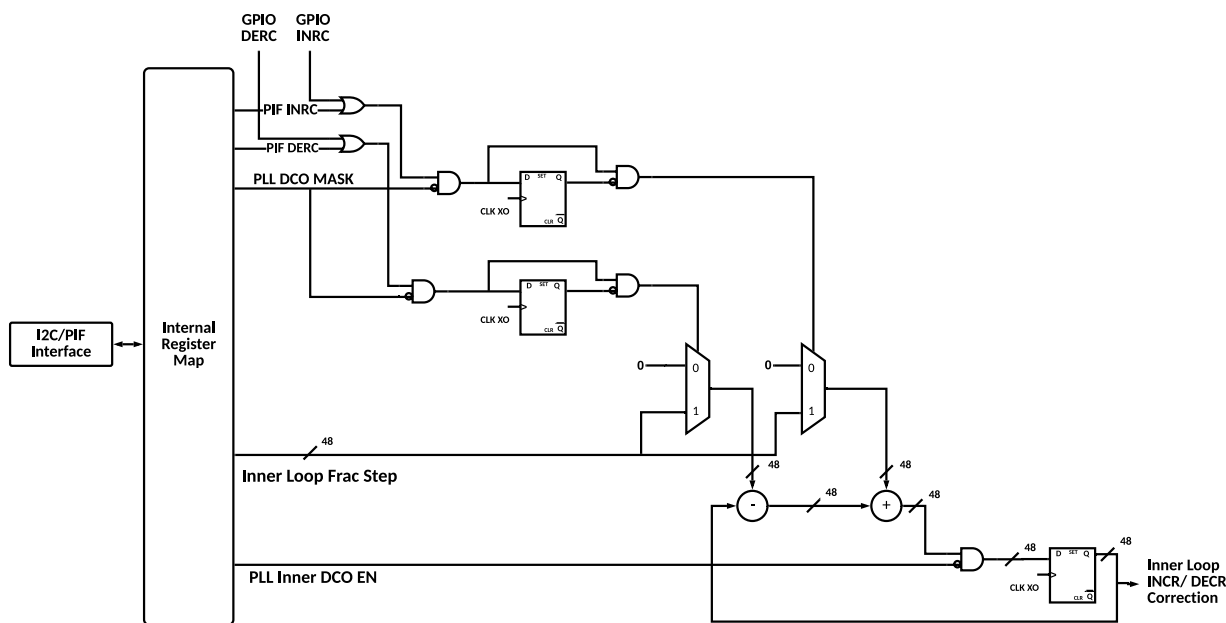 GPIO
DERC
GPIO
INRC
PIF INRC
PIF DERC
PLL DCO MASK
D
SET
Q
CLK XO
CLR
Q
D
SET
Q
CLK XO
CLR
Q
I2C/PIF
Interface
Internal
Register
Map
0
0
1
0
0
1
48
Inner Loop Frac Step
48
48
-
48
+
48
PLL Inner DCO EN
48
D
SET
Q
48
CLK XO
CLR
Q
Inner Loop
INCR/ DECR
Correction